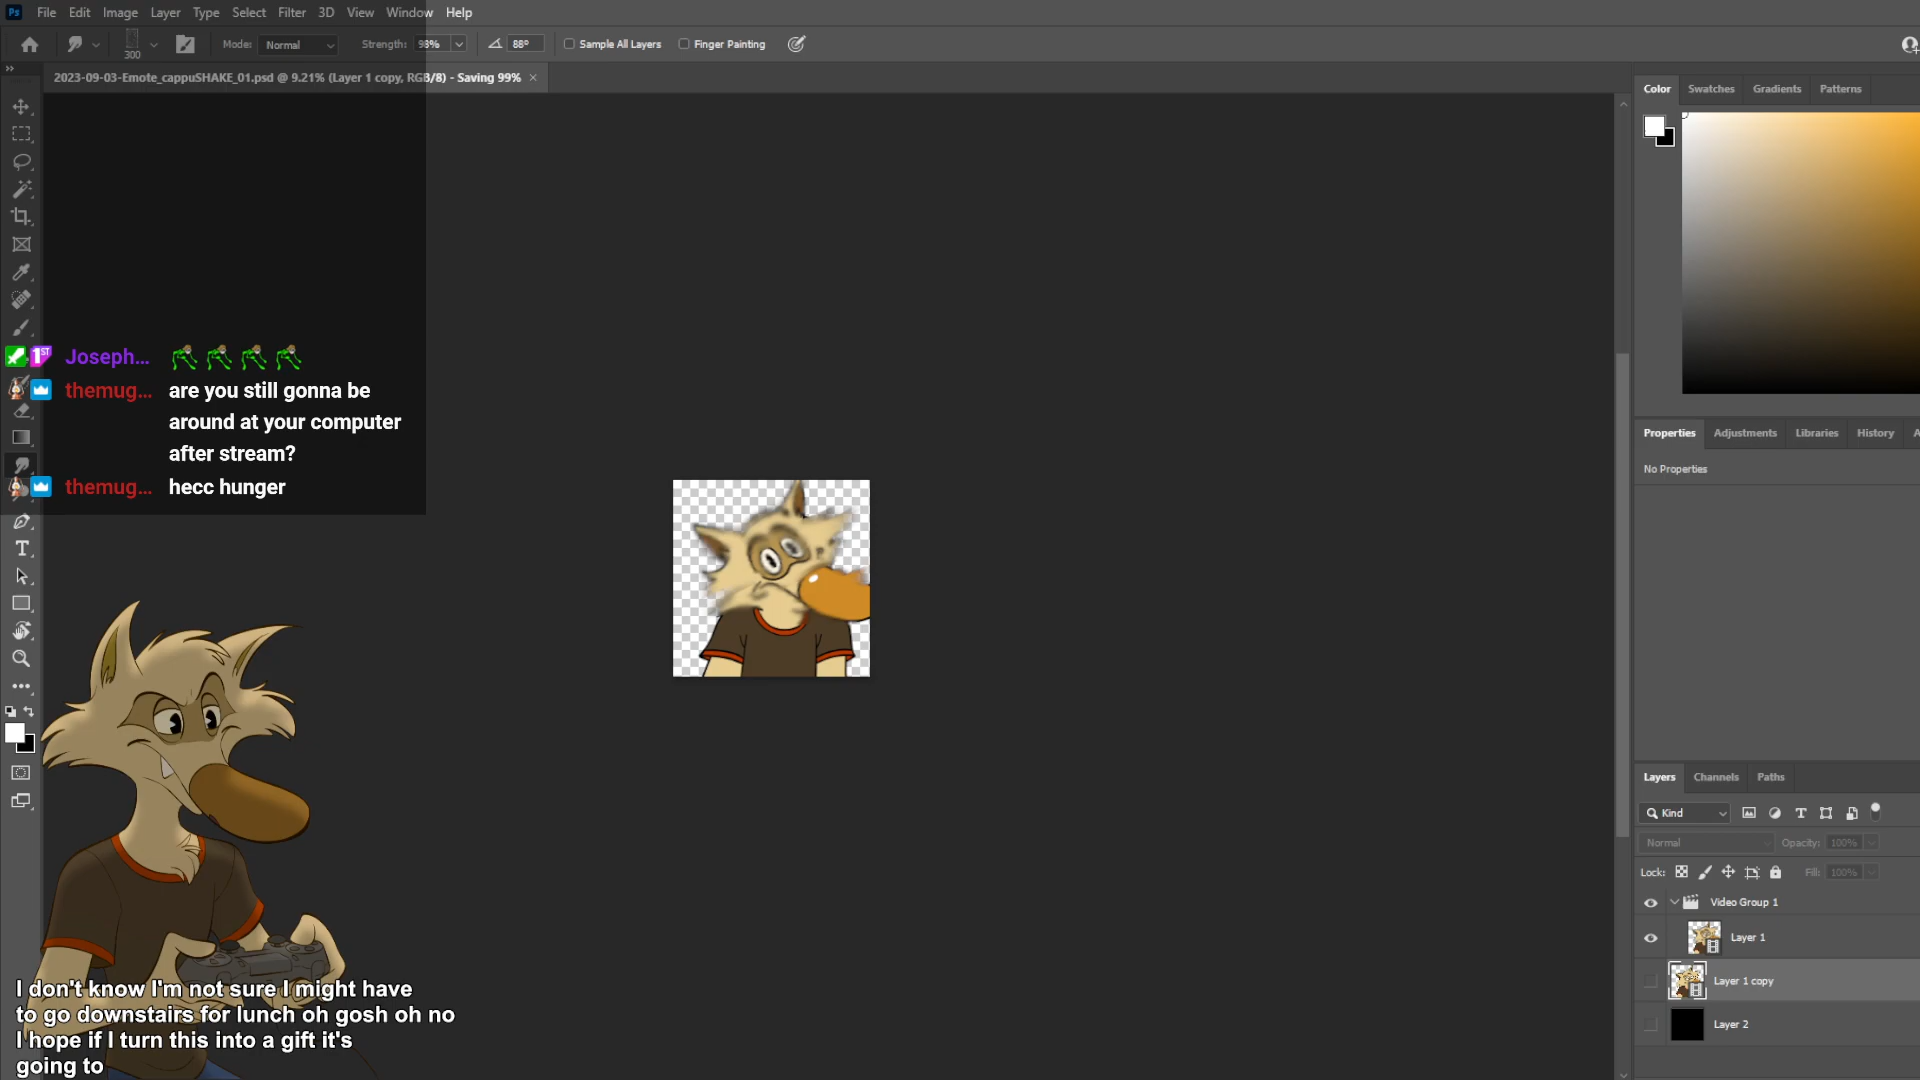 Ps File Edit Image Layer Type Select Filter 3D View Window Help
300 Mode: Normal Strength: 98% 88° Sample All Layers Finger Painting
2023-09-03-Emote_cappuSHAKE_01.psd @ 9.21% (Layer 1 copy, RGB/8) - Saving 99% ×
Color Swatches Gradients Patterns
1ST Joseph...
themug... are you still gonna be
around at your computer
after stream?
themug... hecc hunger
Properties Adjustments Libraries History
No Properties
Layers Channels Paths
Kind
Normal Opacity: 100%
Lock: Fill: 100%
Video Group 1
Layer 1
Layer 1 copy
Layer 2
I don't know I'm not sure I might have
to go downstairs for lunch oh gosh oh no
I hope if I turn this into a gift it's
going to